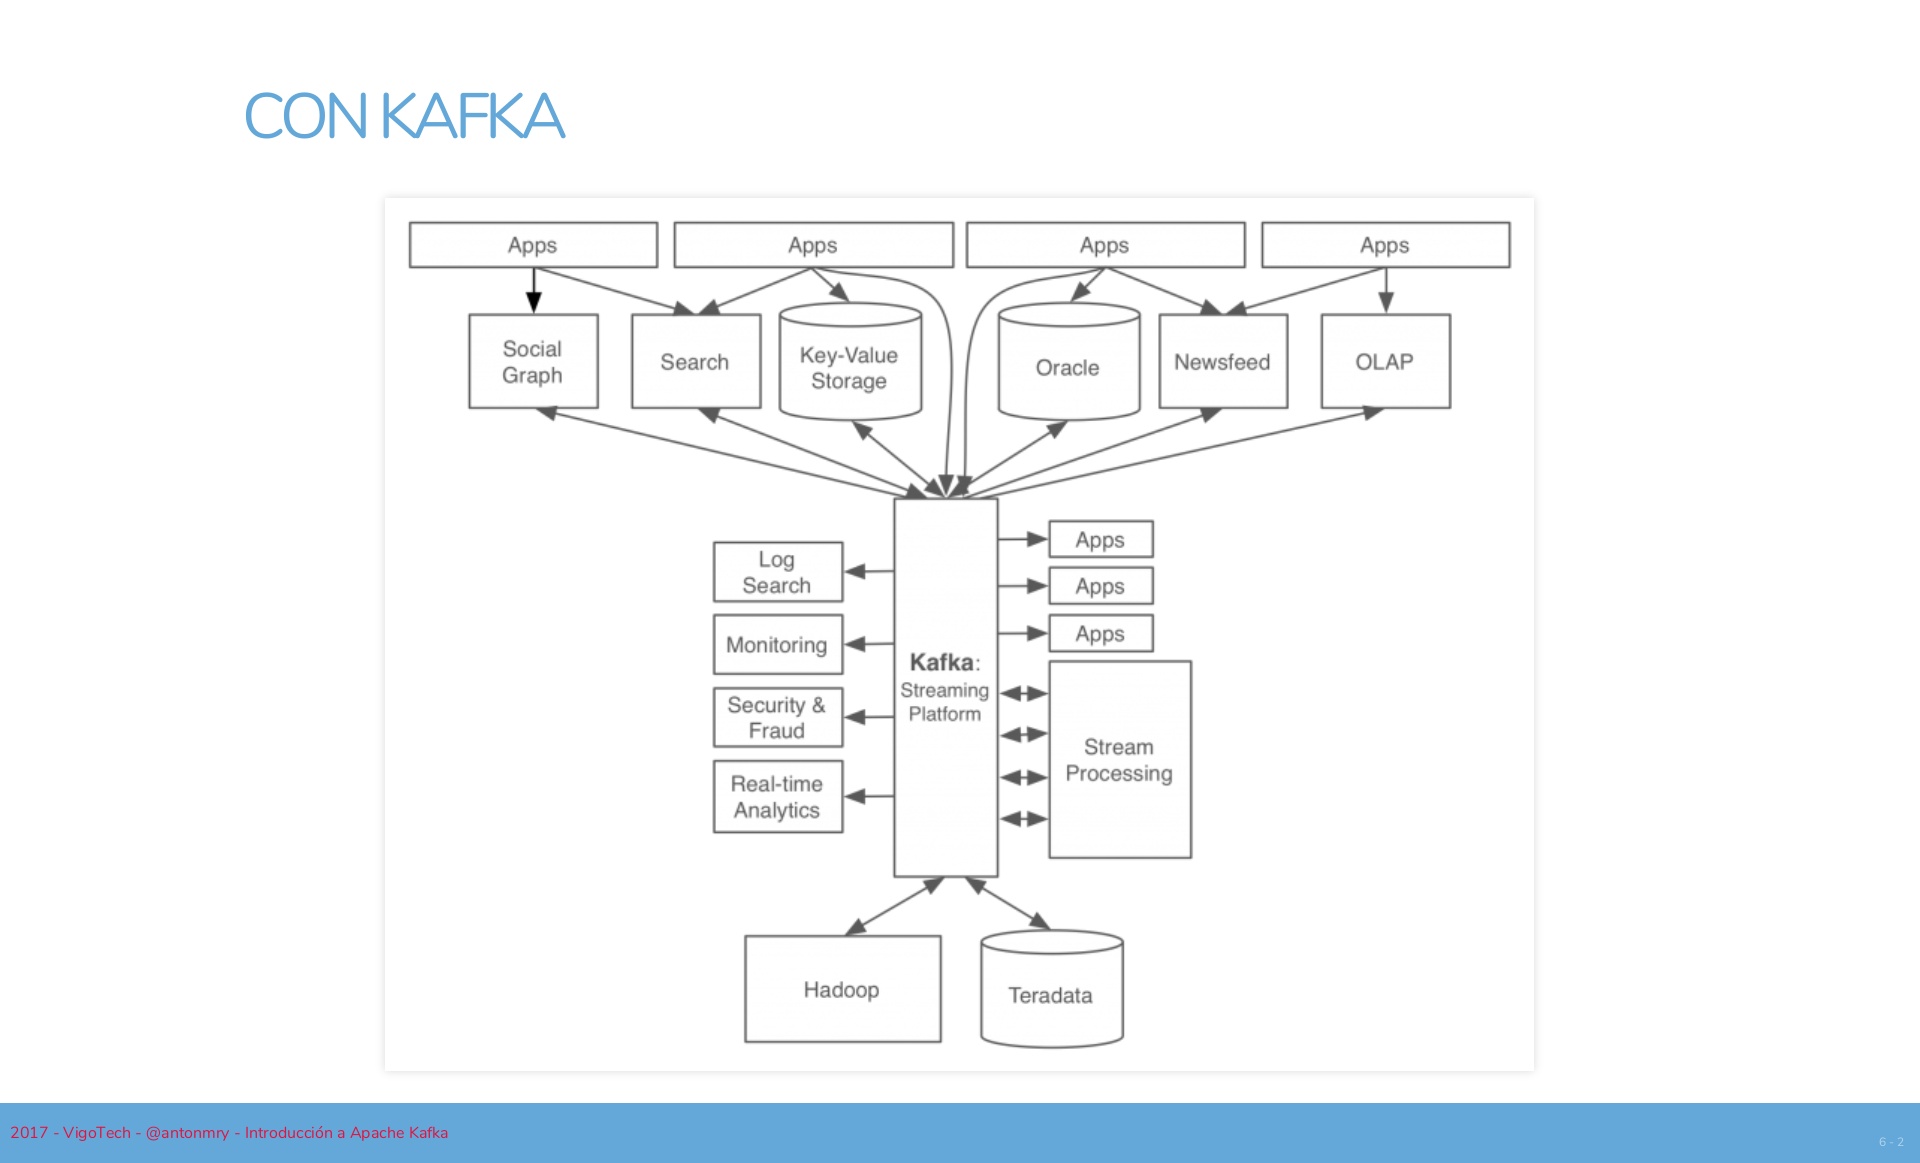 CON KAFKA
Apps
Apps
Apps
Apps
Social
Graph
Search
Key-Value
Storage
Oracle
Newsfeed
OLAP
Log
Search
Monitoring
Security &
Fraud
Real-time
Analytics
Kafka:
Streaming
Platform
Apps
Apps
Apps
Stream
Processing
Hadoop
Teradata
2017 - VigoTech - @antonmry - Introducción a Apache Kafka
6 - 2